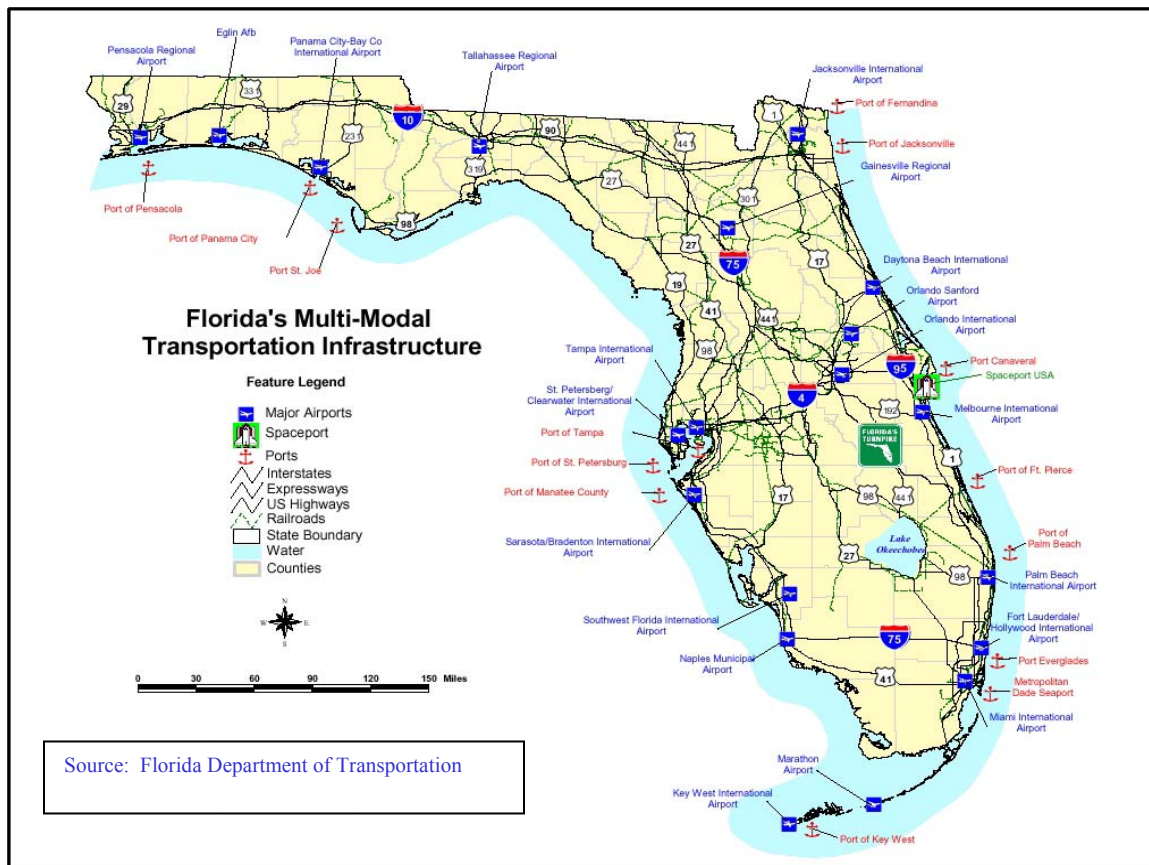 Eglin Afb
Pensacola Regional
Airport
Panama City-Bay Co
International Airport
Tallahassee Regional
Airport
Jacksonville International
Airport
Port of Fernandina
Port of Jacksonville
Gainesville Regional
Airport
29
331
231
10
319
90
98
441
27
1
301
27
75
17
19
41
441
98
Port of Pensacola
Port of Panama City
Port St. Joe
Daytona Beach International
Airport
Orlando Sanford
Airport
Orlando International
Airport
95
4
192
Port Canaveral
Spaceport USA
Melbourne International
Airport
FLORIDA'S
TURNPIKE
1
Port of Ft. Pierce
Florida's Multi-Modal
Transportation Infrastructure
Feature Legend
Major Airports
Spaceport
Ports
Interstates
Expressways
US Highways
Railroads
State Boundary
Water
Counties
N
W E
S
0 30 60 90 120 150 Miles
Tampa International
Airport
St. Petersberg/
Clearwater International
Airport
Port of Tampa
Port of St. Petersburg
Port of Manatee County
Sarasota/Bradenton International
Airport
17
98
441
27
Lake
Okeechobee
98
Port of
Palm Beach
Palm Beach
International Airport
Southwest Florida International
Airport
Naples Municipal
Airport
75
41
Fort Lauderdale/
Hollywood International
Airport
Port Everglades
Metropolitan
Dade Seaport
Miami International
Airport
Marathon
Airport
Key West International
Airport
Port of Key West
Source: Florida Department of Transportation